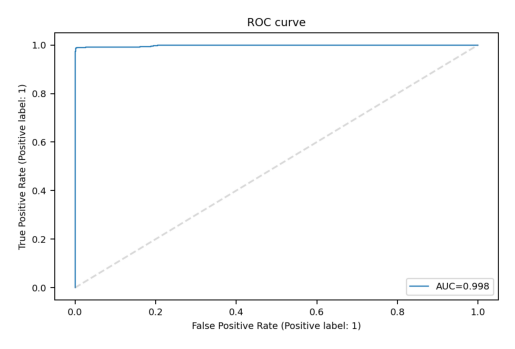 ROC curve
True Positive Rate (Positive label: 1)
1.0
0.8
0.6
0.4
0.2
0.0
AUC=0.998
0.0 0.2 0.4 0.6 0.8 1.0
False Positive Rate (Positive label: 1)